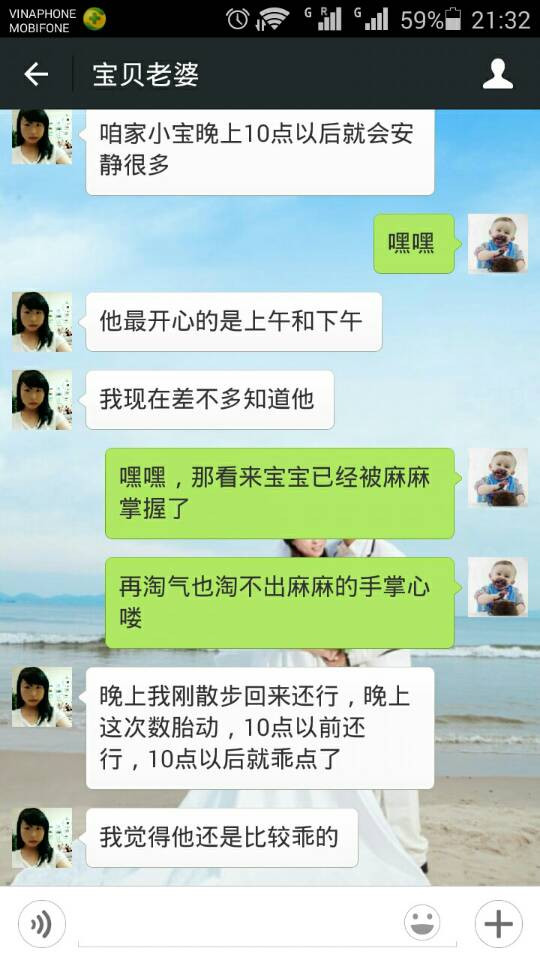 VINAPHONE
MOBIFONE
G R G 59% 21:32
宝贝老婆
咱家小宝晚上10点以后就会安
静很多
嘿嘿
他最开心的是上午和下午
我现在差不多知道他
嘿嘿，那看来宝宝已经被麻麻
掌握了
再淘气也淘不出麻麻的手掌心
喽
晚上我刚散步回来还行，晚上
这次数胎动，10点以前还
行，10点以后就乖点了
我觉得他还是比较乖的